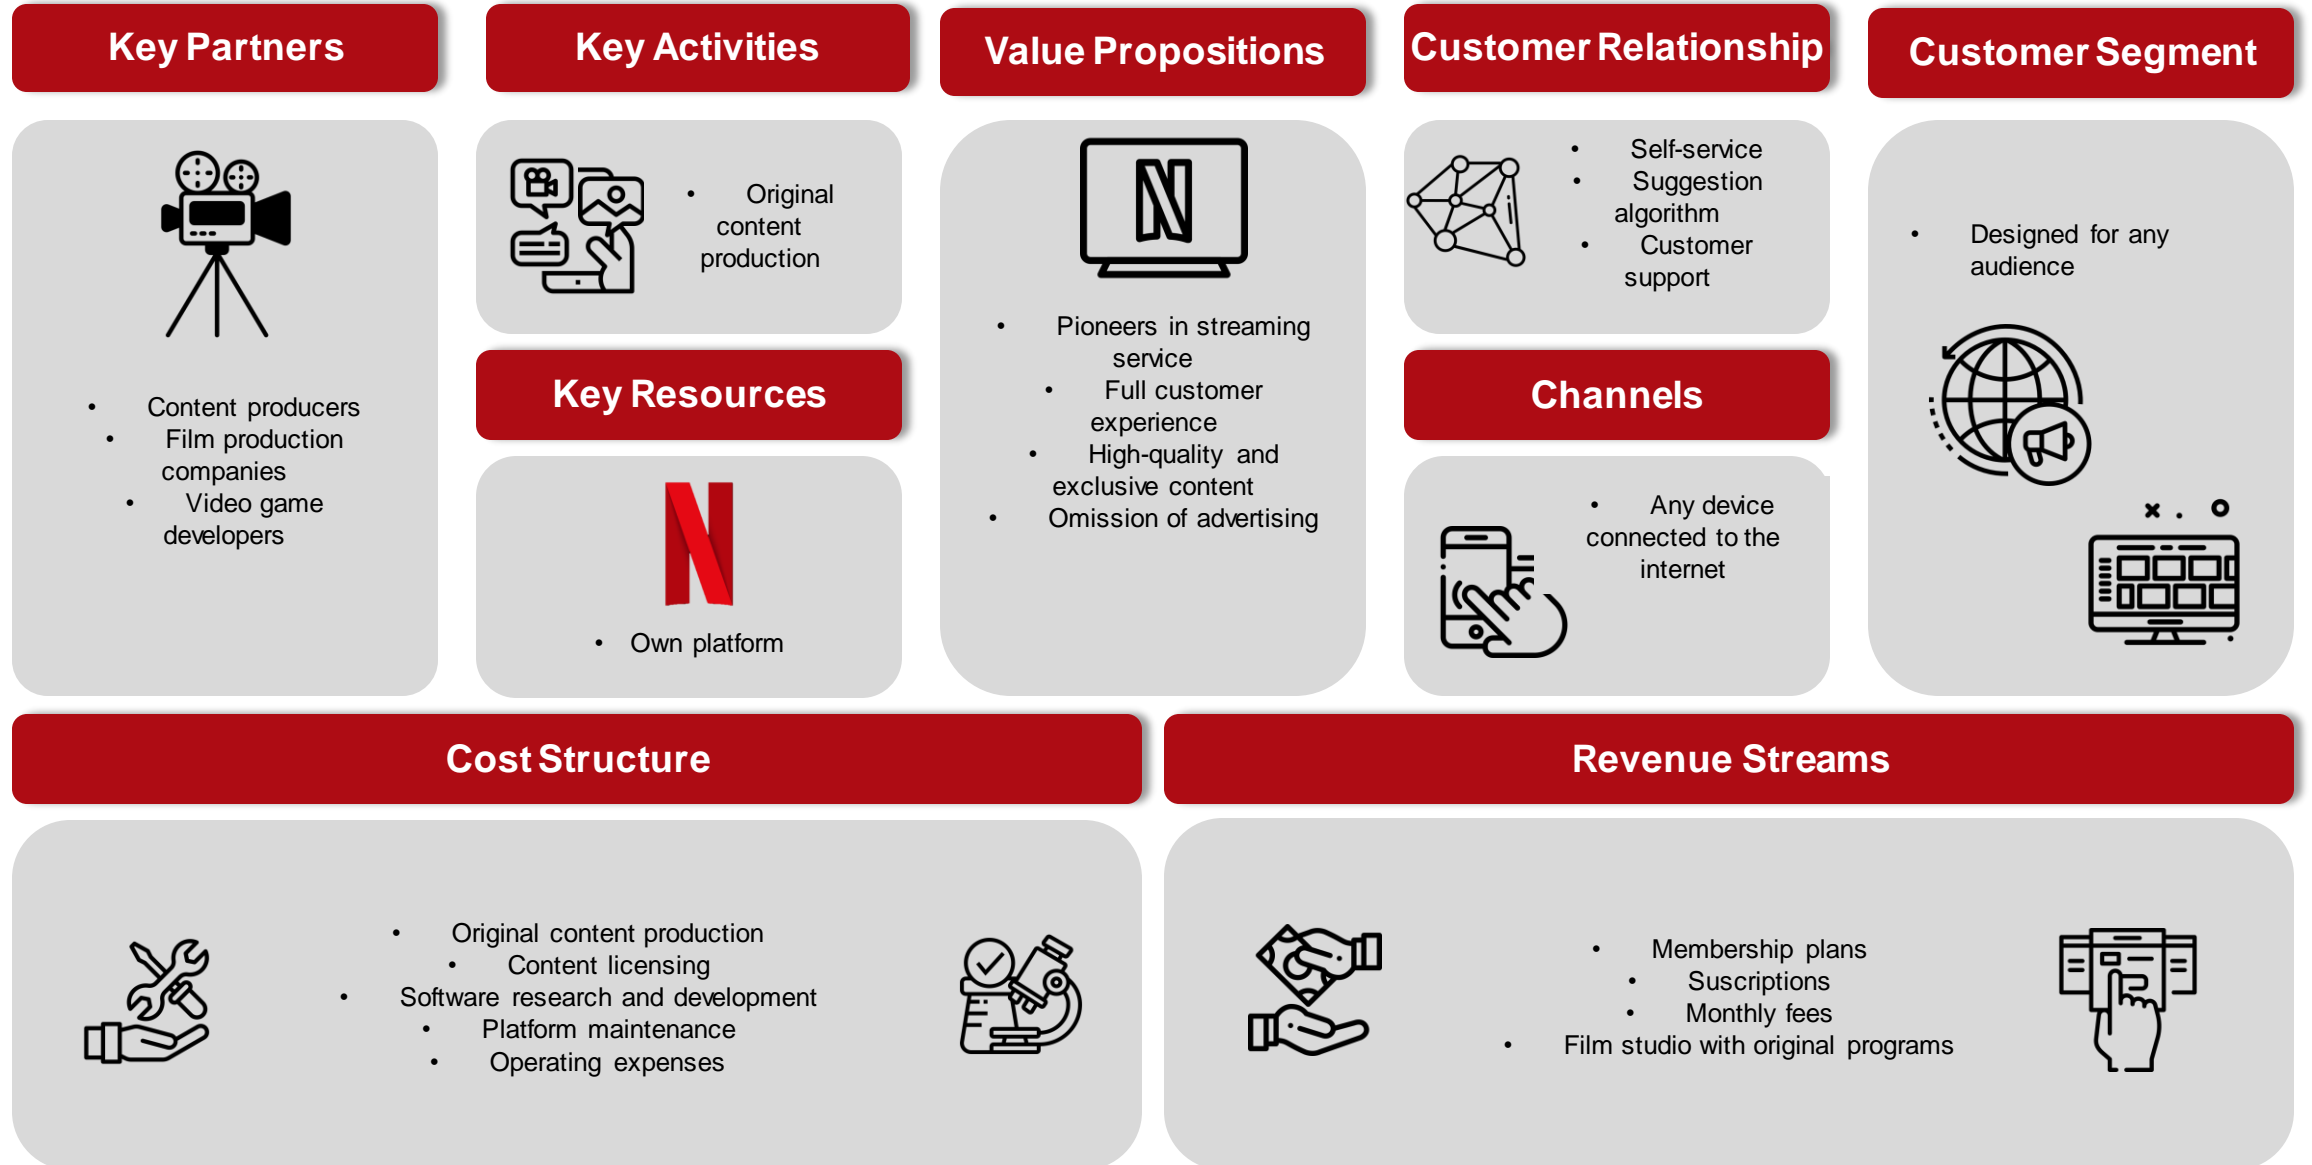 Key Partners
• Content producers
• Film production
companies
• Video game
developers
Key Activities
• Original
content
production
Key Resources
N
• Own platform
Value Propositions
N
• Pioneers in streaming
service
• Full customer
experience
• High-quality and
exclusive content
• Omission of advertising
Customer Relationship
• Self-service
• Suggestion
algorithm
• Customer
support
Channels
• Any device
connected to the
internet
Customer Segment
• Designed for any
audience
Cost Structure
• Original content production
• Content licensing
• Software research and development
• Platform maintenance
• Operating expenses
Revenue Streams
• Membership plans
• Suscriptions
• Monthly fees
• Film studio with original programs